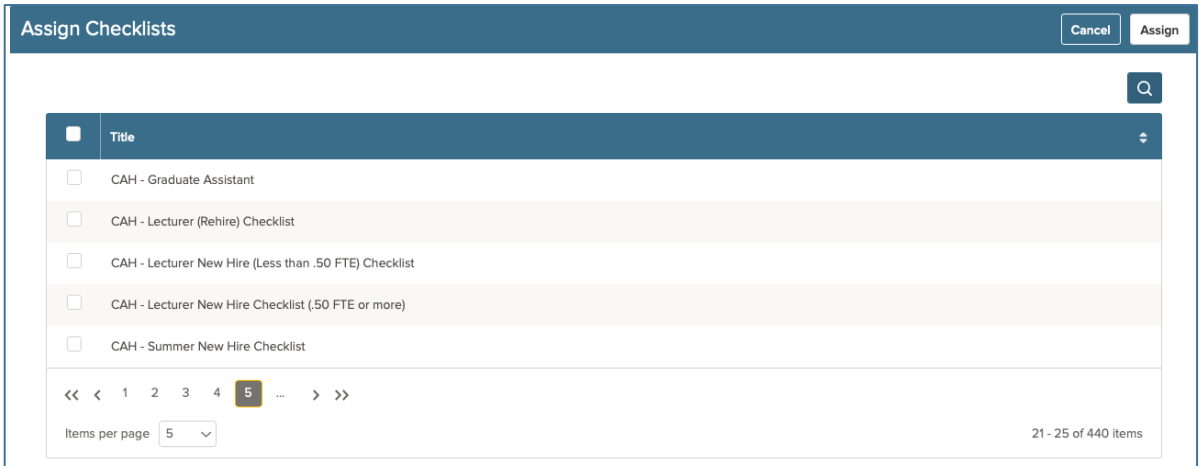 Assign Checklists Cancel Assign
Title
CAH - Graduate Assistant
CAH - Lecturer (Rehire) Checklist
CAH - Lecturer New Hire (Less than .50 FTE) Checklist
CAH - Lecturer New Hire Checklist (.50 FTE or more)
CAH - Summer New Hire Checklist
<< < 1 2 3 4 5 ... > >>
Items per page 5 21 - 25 of 440 items